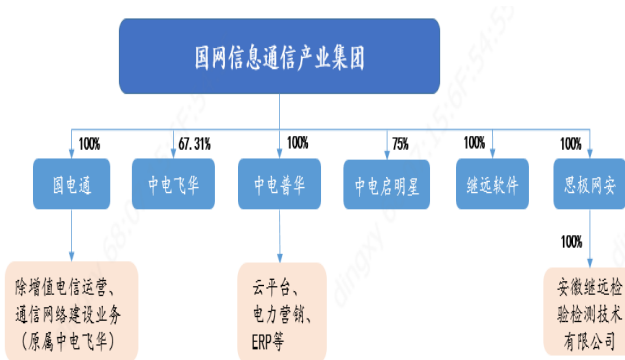 国网信息通信产业集团
100%
67.31%
100%
75%
100%
100%
国电通
中电飞华
中电普华
中电启明星
继远软件
思极网安
100%
除增值电信运营、
通信网络建设业务
（原属中电飞华）
云平台、
电力营销、
ERP等
安徽继远检
验检测技术
有限公司